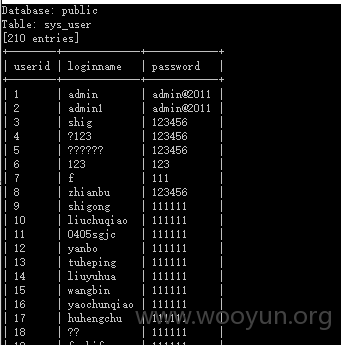 Database: public
Table: sys_user
[210 entries]
| userid | loginname | password |
| 1 | admin | admin@2011 |
| 2 | admin1 | admin@2011 |
| 3 | shig | 123456 |
| 4 | ?123 | 123456 |
| 5 | ?????? | 123456 |
| 6 | 123 | 123 |
| 7 | f | 111 |
| 8 | zhianbu | 123456 |
| 9 | shigong | 111111 |
| 10 | liuchuqiao | 111111 |
| 11 | 0405sgjc | 111111 |
| 12 | yanbo | 111111 |
| 13 | tuheping | 111111 |
| 14 | liuyuhua | 111111 |
| 15 | wangbin | 111111 |
| 16 | yaochunqiao | 111111 |
| 17 | huhengchu | 111111 |
| 18 | ?? | 111111 |
www.wooyun.org